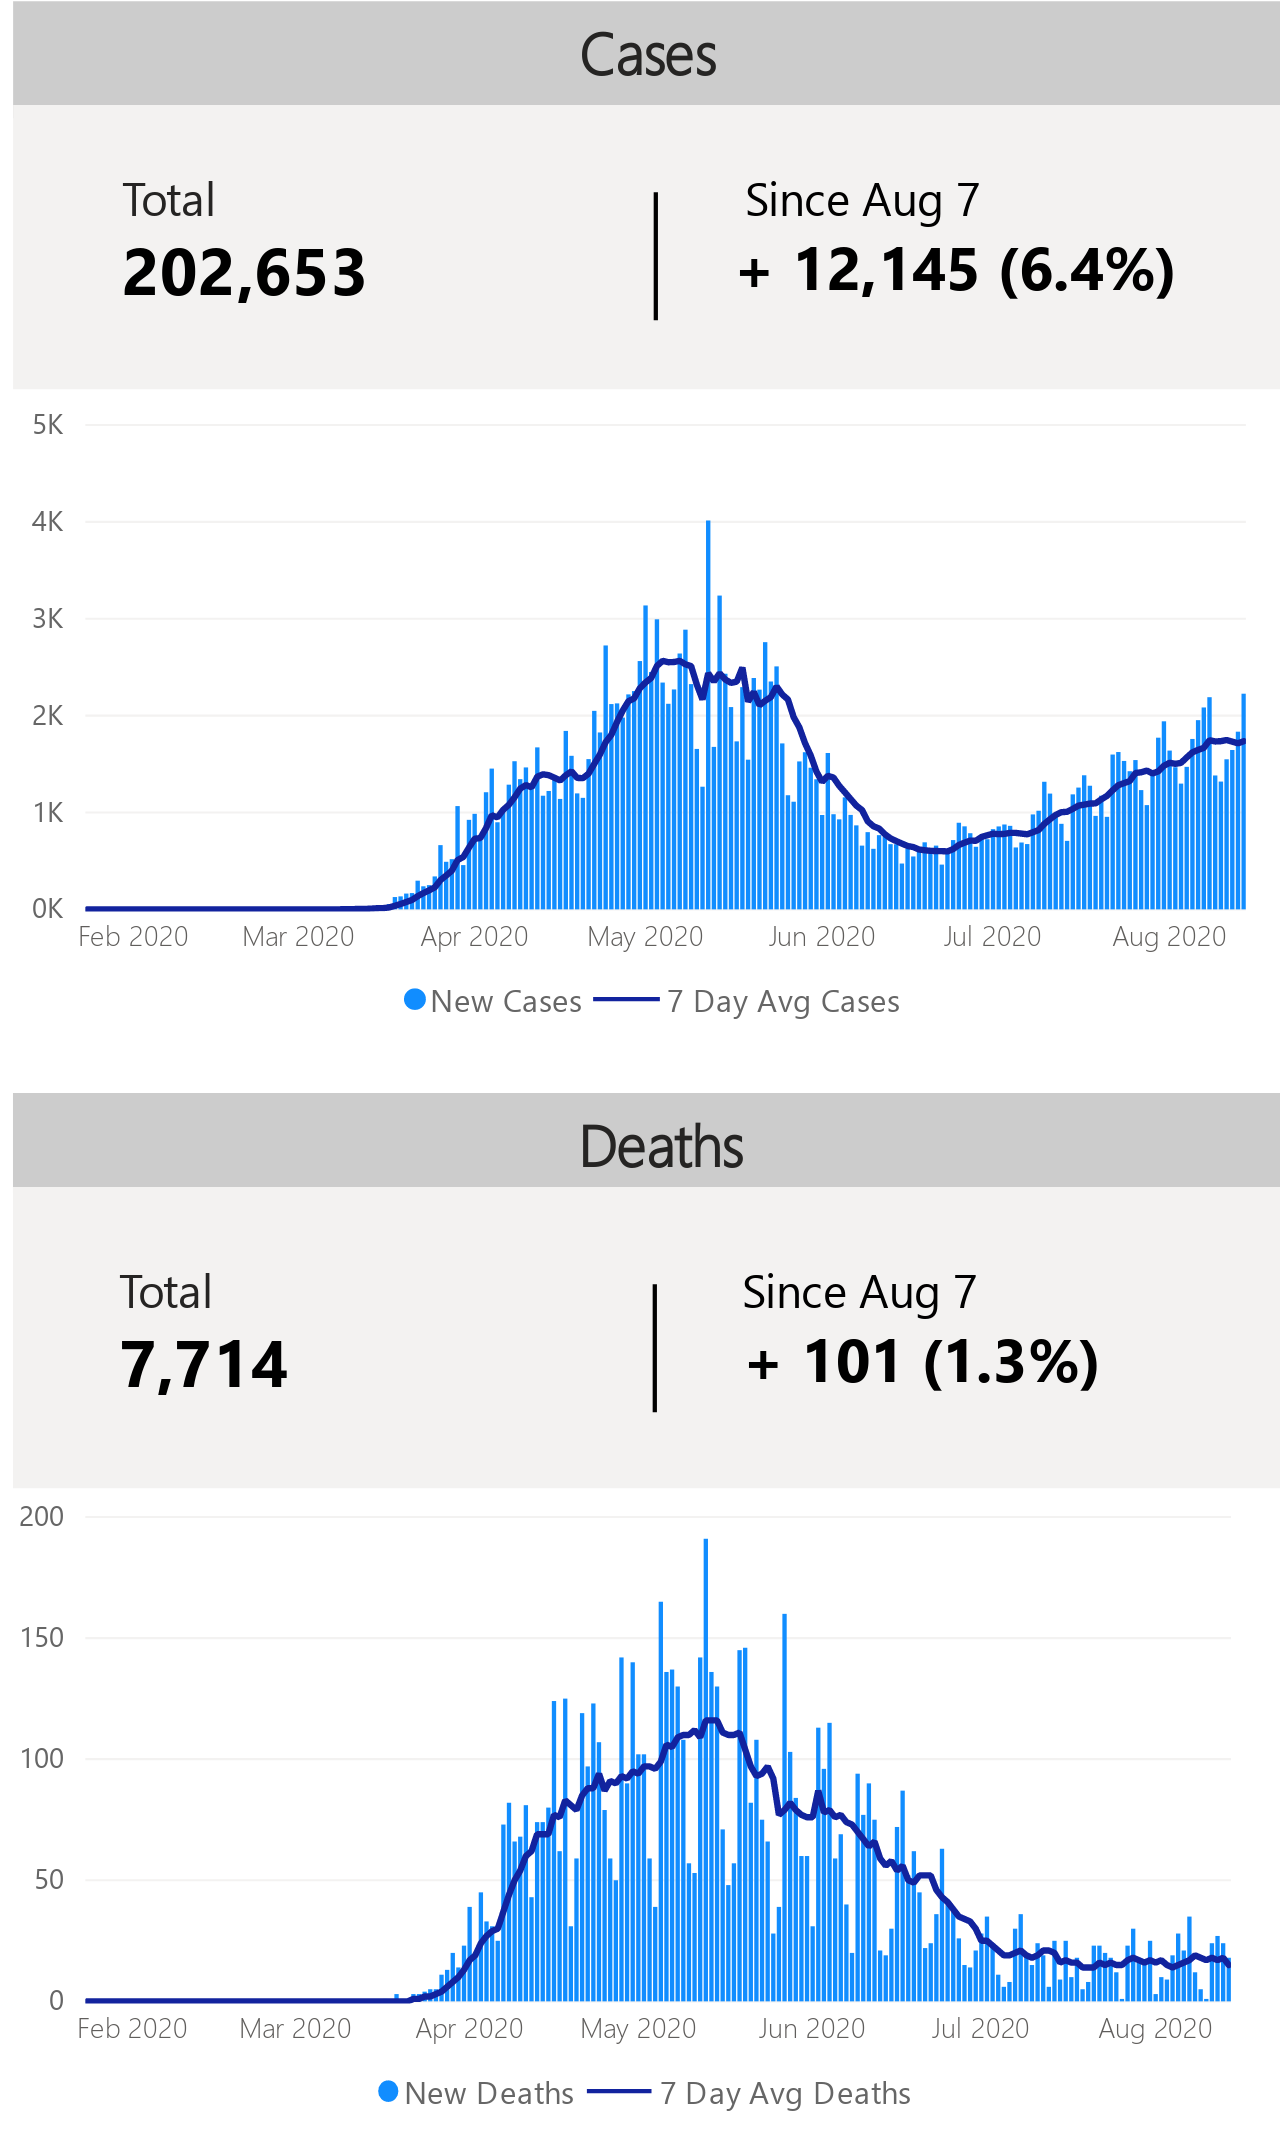 Cases
Total
Since Aug 7
202,653
+ 12,145 (6.4%)
5K
4K
3K
2K
1K
0K
Feb 2020 Mar 2020 Apr 2020 May 2020 Jun 2020 Jul 2020 Aug 2020
New Cases 7 Day Avg Cases
Deaths
Total
Since Aug 7
7,714
+ 101 (1.3%)
200
150
100
50
0
Feb 2020 Mar 2020 Apr 2020 May 2020 Jun 2020 Jul 2020 Aug 2020
New Deaths 7 Day Avg Deaths